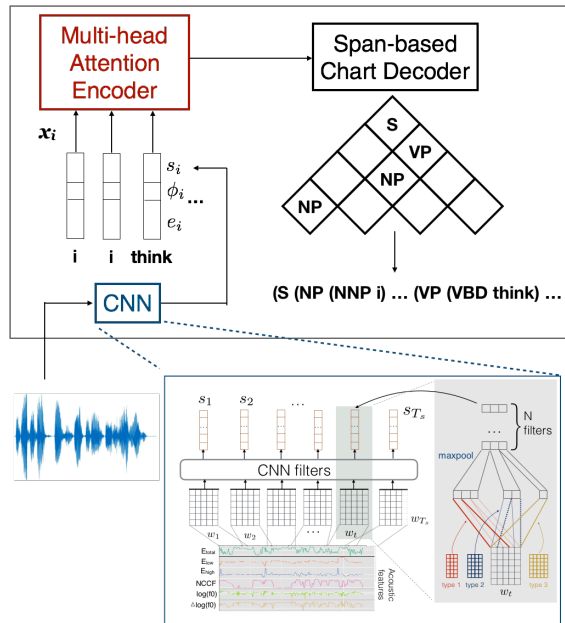 Multi-head
Attention
Encoder
Span-based
Chart Decoder
x_i
s_i
ϕ_i ...
e_i
i i think
S
VP
NP
NP
(S (NP (NNP i) ... (VP (VBD think) ...
CNN
s_1 s_2 ... s_{T_s}
CNN filters
w_1 w_2 ... w_t w_{T_s}
E_total
E_low
E_high
NCCF
log(f0)
△log(f0)
Acoustic
features
...
N
filters
maxpool
type 1 type 2 type 3
w_t